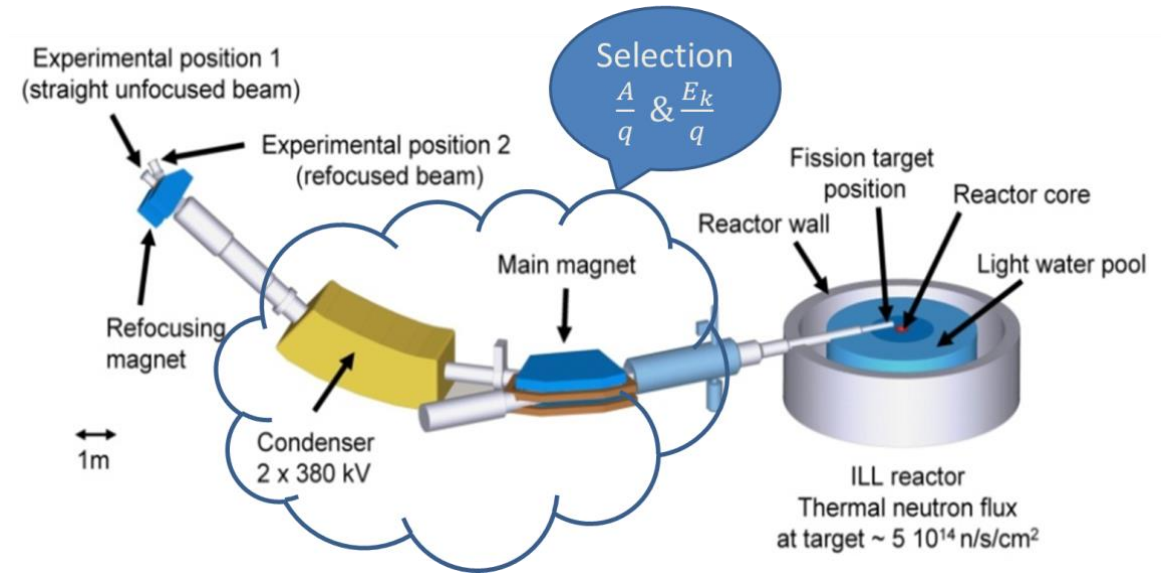 Experimental position 1
(straight unfocused beam)
Selection
A/q & E_k/q
Experimental position 2
(refocused beam)
Fission target
position
Reactor core
Reactor wall
Light water pool
Main magnet
Refocusing
magnet
Condenser
2 x 380 kV
1m
ILL reactor
Thermal neutron flux
at target ~ 5 10¹⁴ n/s/cm²